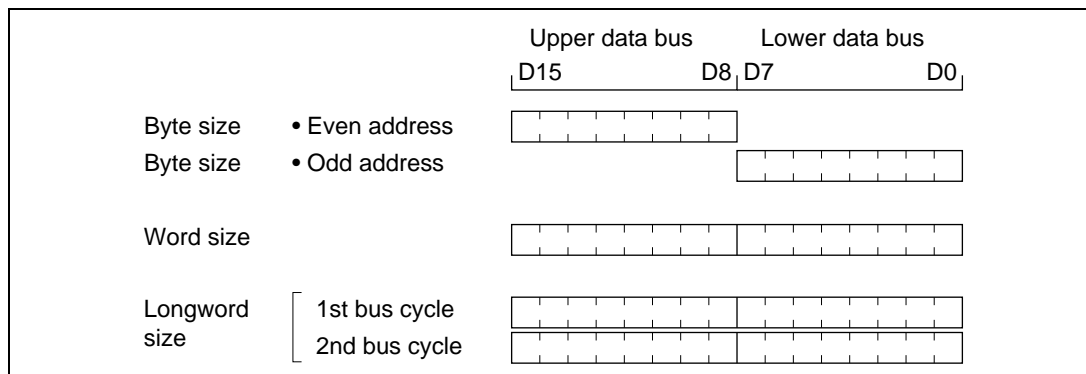 Upper data bus Lower data bus
D15 D8 D7 D0
Byte size • Even address
Byte size • Odd address
Word size
Longword size 1st bus cycle
2nd bus cycle